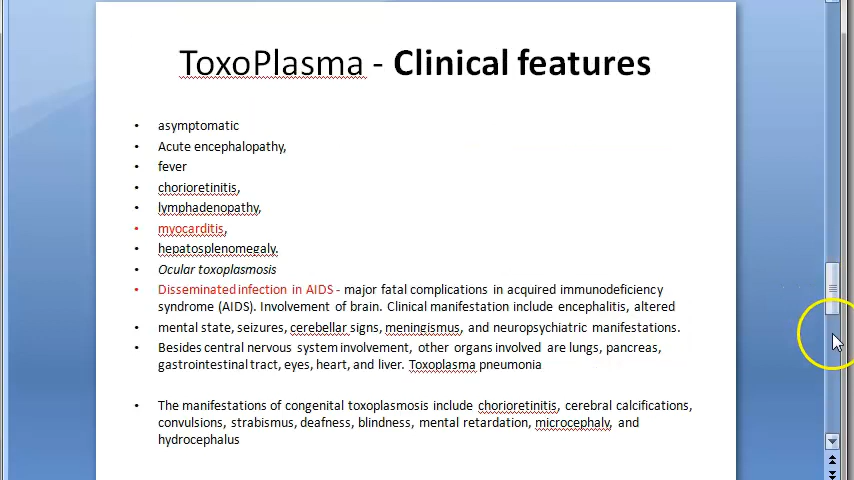 ToxoPlasma - Clinical features
• asymptomatic
• Acute encephalopathy,
• fever
• chorioretinitis,
• lymphadenopathy,
• myocarditis,
• hepatosplenomegaly.
• Ocular toxoplasmosis
• Disseminated infection in AIDS - major fatal complications in acquired immunodeficiency
syndrome (AIDS). Involvement of brain. Clinical manifestation include encephalitis, altered
• mental state, seizures, cerebellar signs, meningismus, and neuropsychiatric manifestations.
• Besides central nervous system involvement, other organs involved are lungs, pancreas,
gastrointestinal tract, eyes, heart, and liver. Toxoplasma pneumonia
• The manifestations of congenital toxoplasmosis include chorioretinitis, cerebral calcifications,
convulsions, strabismus, deafness, blindness, mental retardation, microcephaly, and
hydrocephalus